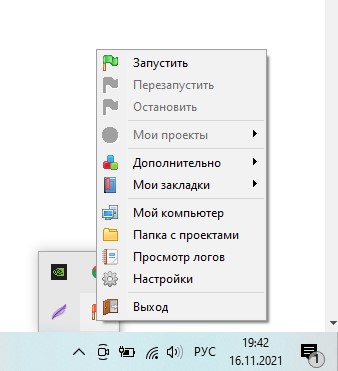 Запустить
Перезапустить
Остановить
Мои проекты
Дополнительно
Мои закладки
Мой компьютер
Папка с проектами
Просмотр логов
Настройки
Выход
РУС
19:42
16.11.2021
1